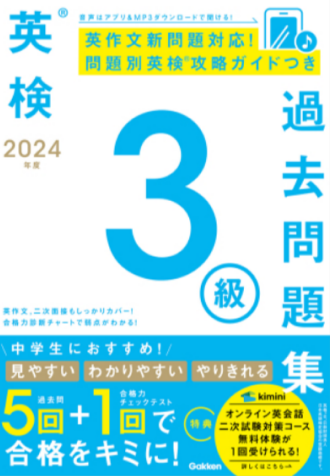 音声はアプリ&MP3ダウンロードで聞ける!
英作文新問題対応!
問題別英検®攻略ガイドつき
英検®
2024
年度
3
級
過去問題集
英作文、二次面接もしっかりカバー!
合格力診断チャートで弱点がわかる!
中学生におすすめ!
見やすい わかりやすい やりきれる
過去問 合格力チェックテスト
5回+1回で
合格をキミに!
特典
kimini
オンライン英会話
二次試験対策コース
無料体験が
1回受けられる!
詳しくはこちら
Gakken